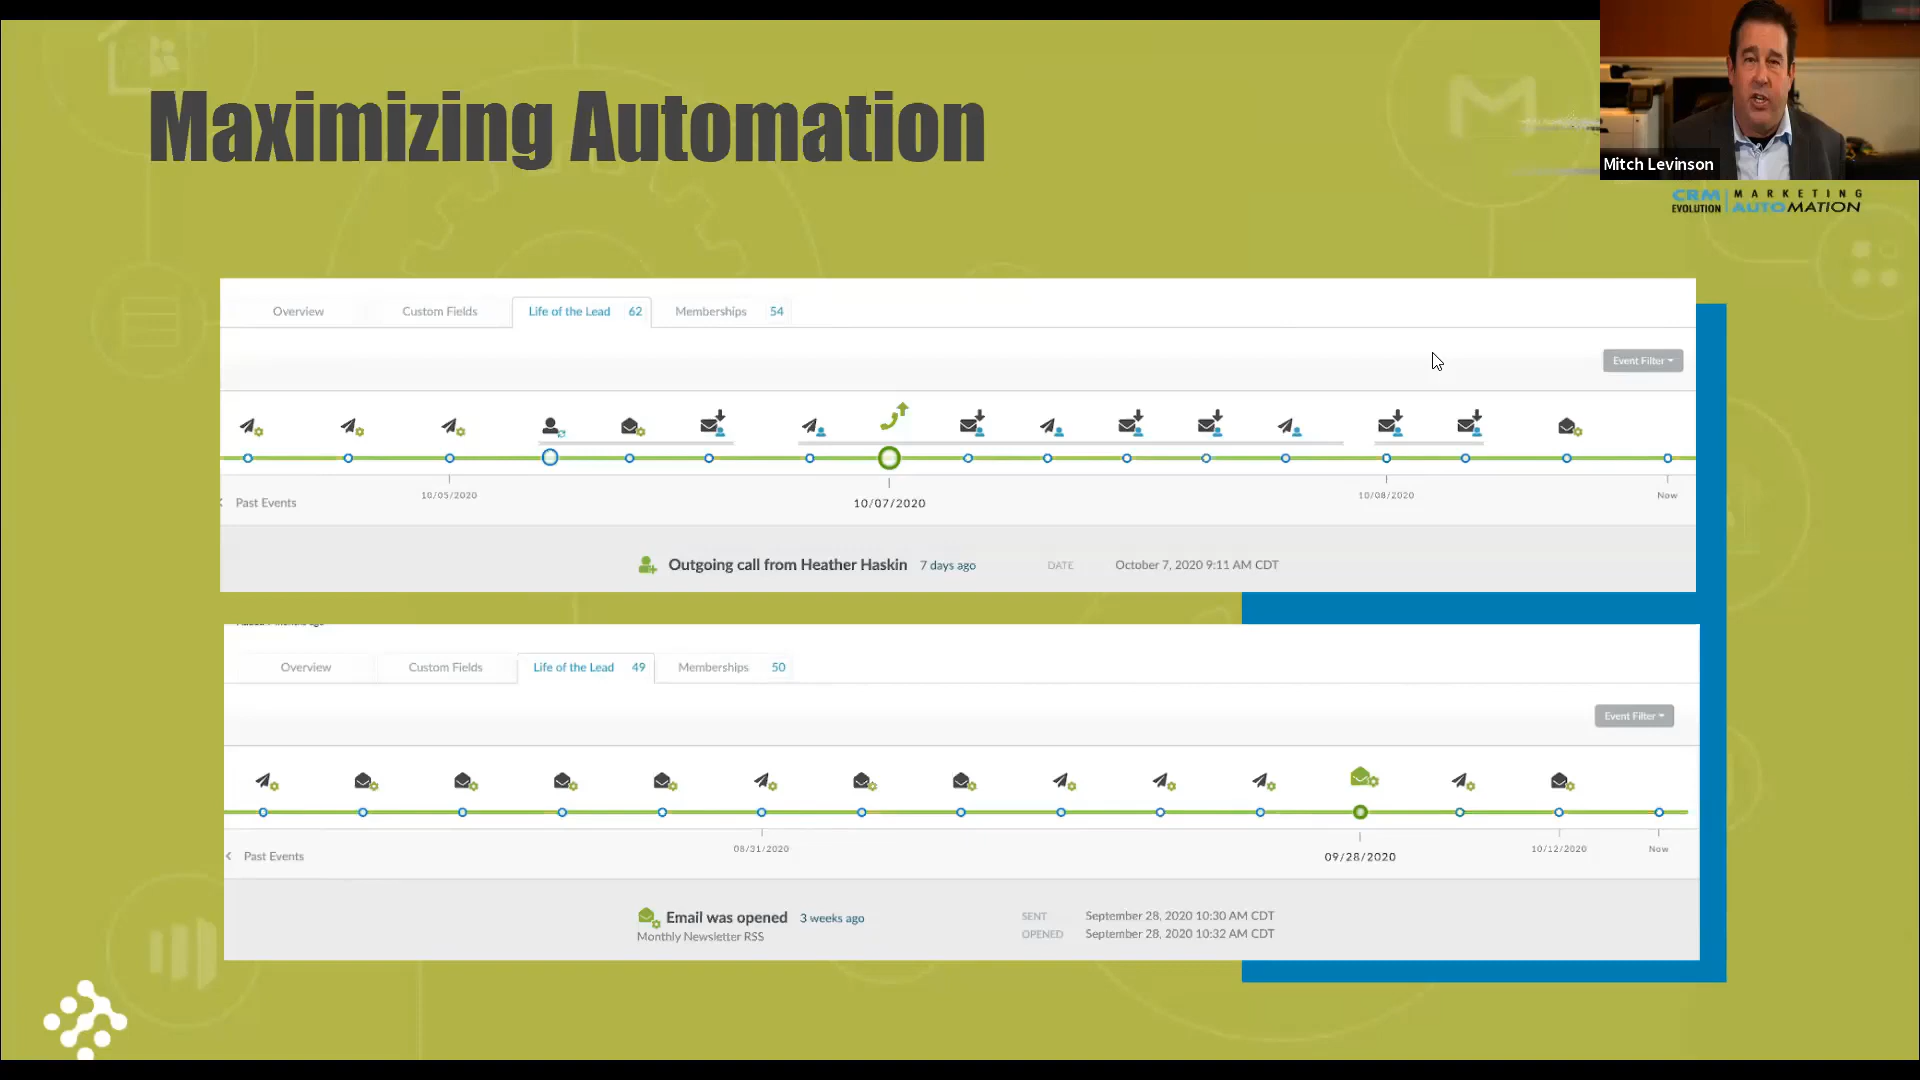 Maximizing Automation
Mitch Levinson
CRM EVOLUTION | MARKETING AUTOMATION
Overview Custom Fields Life of the Lead 62 Memberships 54
Event Filter
10/05/2020 10/07/2020 10/08/2020 Now
Past Events
Outgoing call from Heather Haskin 7 days ago DATE October 7, 2020 9:11 AM CDT
Overview Custom Fields Life of the Lead 49 Memberships 50
Event Filter
08/31/2020 09/28/2020 10/12/2020 Now
Past Events
Email was opened 3 weeks ago SENT September 28, 2020 10:30 AM CDT
Monthly Newsletter RSS OPENED September 28, 2020 10:32 AM CDT